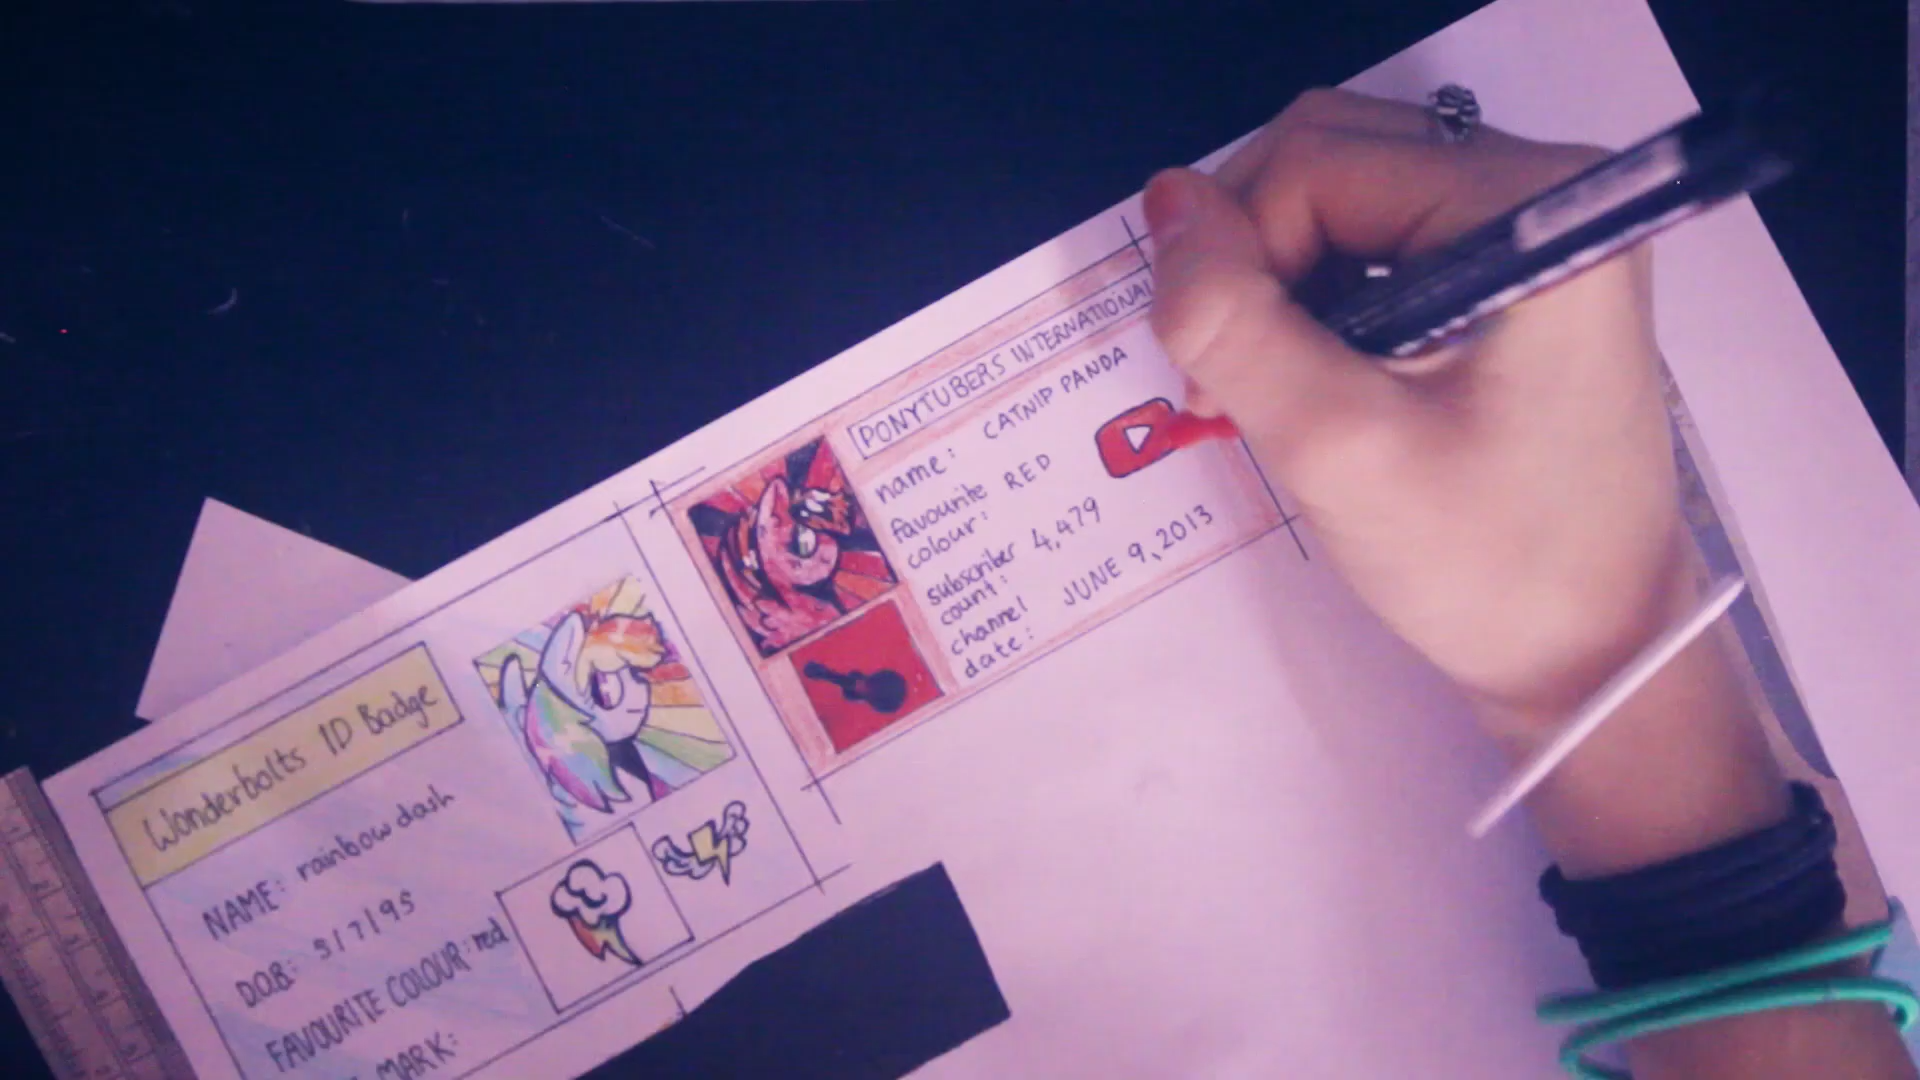 PONYTUBERS INTERNATIONAL
name: CATNIP PANDA
favourite
colour: RED
subscriber
count: 4,479
channel
date: JUNE 9, 2013
Wonderbolts ID Badge
NAME: rainbow dash
D.O.B: 5/7/95
FAVOURITE COLOUR: red
MARK: